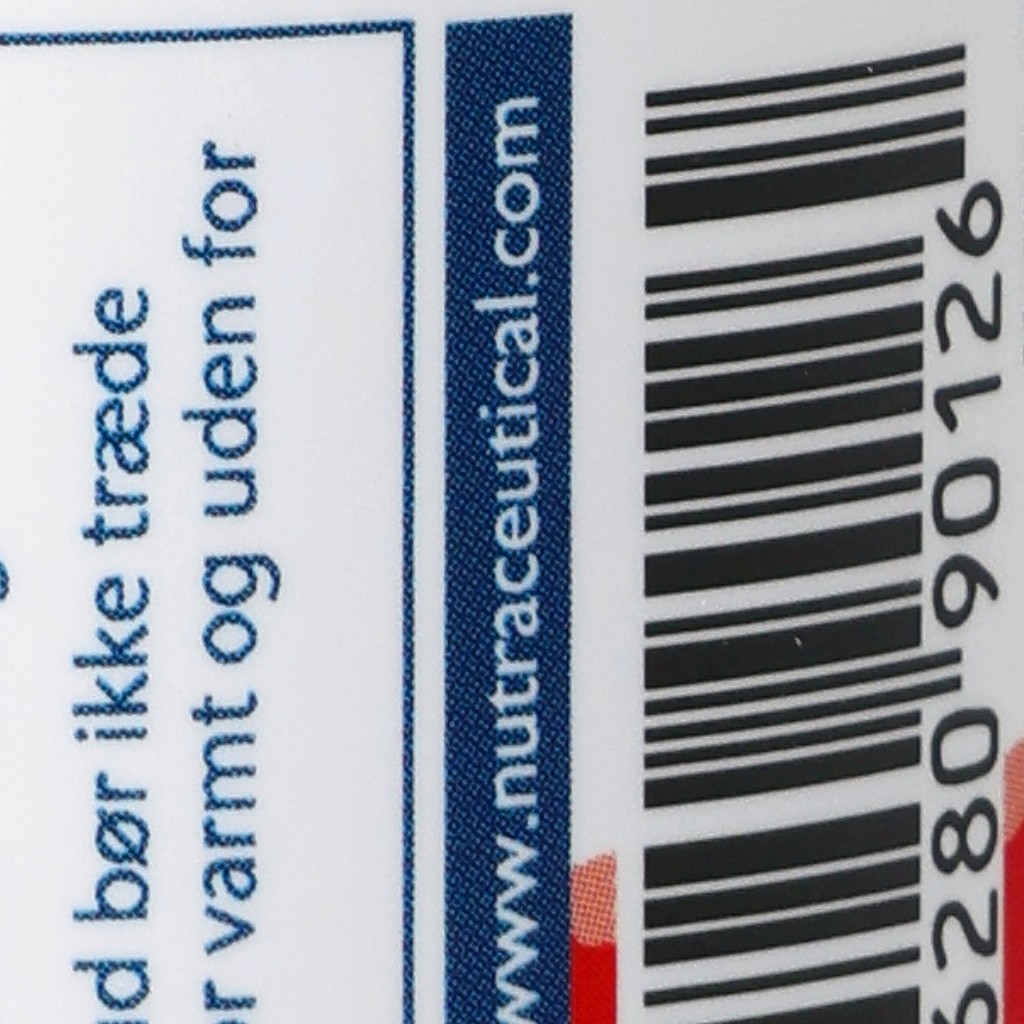 bør ikke træde
varmt og uden for
www.nutraceutical.com
280 90126